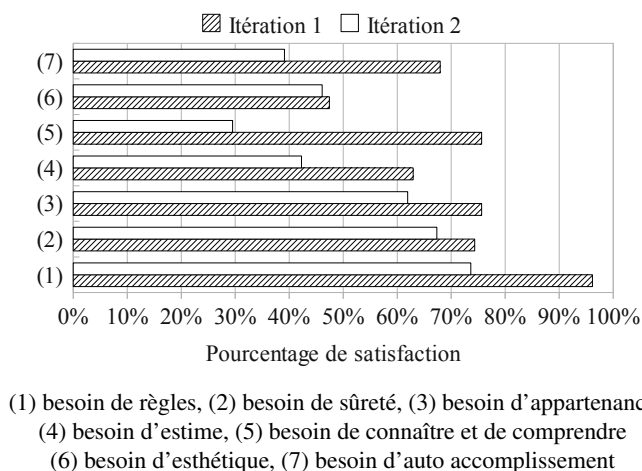 Itération 1 Itération 2
(7)
(6)
(5)
(4)
(3)
(2)
(1)
0% 10% 20% 30% 40% 50% 60% 70% 80% 90% 100%
Pourcentage de satisfaction
(1) besoin de règles, (2) besoin de sûreté, (3) besoin d’appartenanc
(4) besoin d’estime, (5) besoin de connaître et de comprendre
(6) besoin d’esthétique, (7) besoin d’auto accomplissement